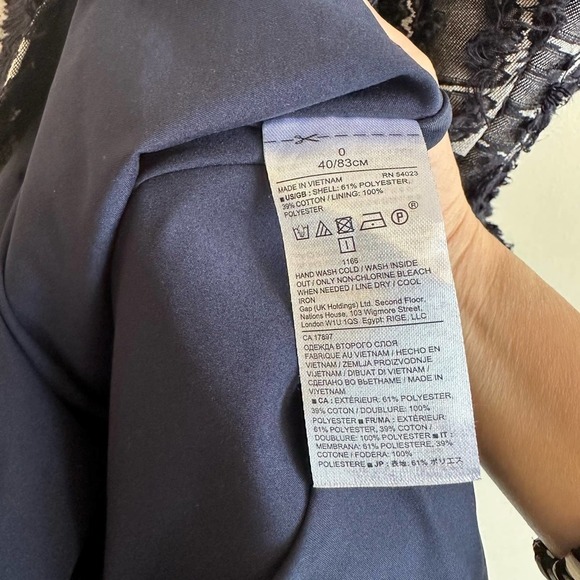 0
40/83CM
MADE IN VIETNAM RN 54023
■ US/GB : SHELL: 61% POLYESTER,
39% COTTON / LINING: 100%
POLYESTER
®
P
I
1166
HAND WASH COLD / WASH INSIDE
OUT / ONLY NON-CHLORINE BLEACH
WHEN NEEDED / LINE DRY / COOL
IRON
Gap (UK Holdings) Ltd. Second Floor,
Nations House, 103 Wigmore Street,
London W1U 1QS. Egypt: RIGE, LLC
CA 17897
ОДЕЖДА ВТОРОГО СЛОЯ
FABRIQUÉ AU VIETNAM / HECHO EN
VIETNAM / ZEMLJA PROIZVODNJE
VIJETNAM / DIBUAT DI VIETNAM /
СДЕЛАНО ВО ВЬЕТНАМЕ / MADE IN
VIYETNAM
■ CA : EXTÉRIEUR: 61% POLYESTER,
39% COTON / DOUBLURE: 100%
POLYESTER ■ FR/MA : EXTÉRIEUR:
61% POLYESTER, 39% COTON /
DOUBLURE: 100% POLYESTER ■ IT :
MEMBRANA: 61% POLIESTERE, 39%
COTONE / FODERA: 100%
POLIESTERE ■ JP : 表地: 61% ポリエス